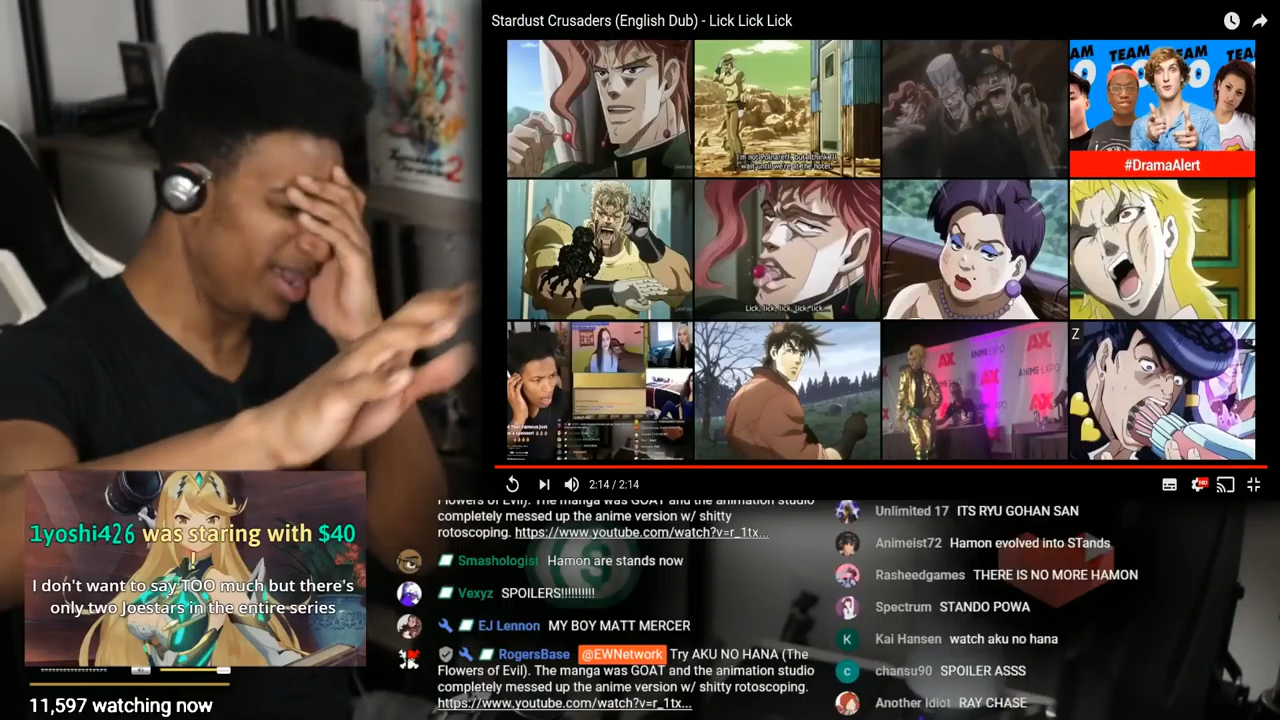 Stardust Crusaders (English Dub) - Lick Lick Lick
I'm not Polnareff, but I think I'll
wait until we're at the hotel.
TEAM
#DramaAlert
Lick, lick, lick, lick, lick...
AX
ANIME EXPO
AX
AX
ANIME EXPO
Z
2:14 / 2:14
HD
2
1yoshi426 was staring with $40
!
I don't want to say TOO much but there's
only two Joestars in the entire series
11,597 watching now
Flowers of Evil). The manga was GOAT and the animation studio
completely messed up the anime version w/ shitty
rotoscoping. https://www.youtube.com/watch?v=r_1tx...
Smashologist Hamon are stands now
Vexyz SPOILERS!!!!!!!!!
EJ Lennon MY BOY MATT MERCER
RogersBase @EWNetwork Try AKU NO HANA (The
Flowers of Evil). The manga was GOAT and the animation studio
completely messed up the anime version w/ shitty rotoscoping.
https://www.youtube.com/watch?v=r_1tx...
Unlimited 17 ITS RYU GOHAN SAN
Animeist72 Hamon evolved into STands
Rasheedgames THERE IS NO MORE HAMON
Spectrum STANDO POWA
K Kai Hansen watch aku no hana
c chansu90 SPOILER ASSS
Another Idiot RAY CHASE